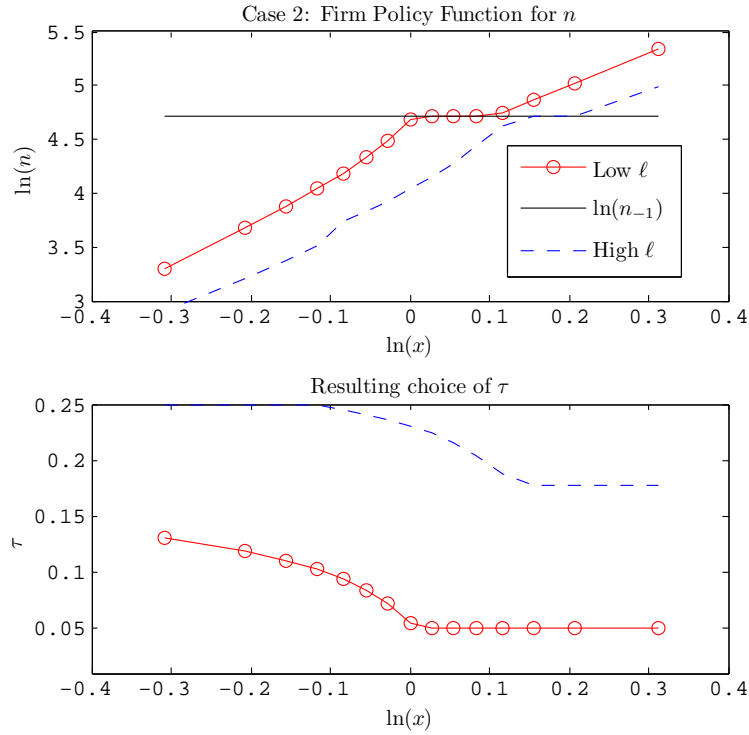 Case 2: Firm Policy Function for n
5.5
5
4.5
4
3.5
3
ln(n)
Low ℓ
ln(n₋₁)
High ℓ
−0.4 −0.3 −0.2 −0.1 0 0.1 0.2 0.3 0.4
ln(x)
Resulting choice of τ
0.25
0.2
0.15
0.1
0.05
τ
−0.4 −0.3 −0.2 −0.1 0 0.1 0.2 0.3 0.4
ln(x)